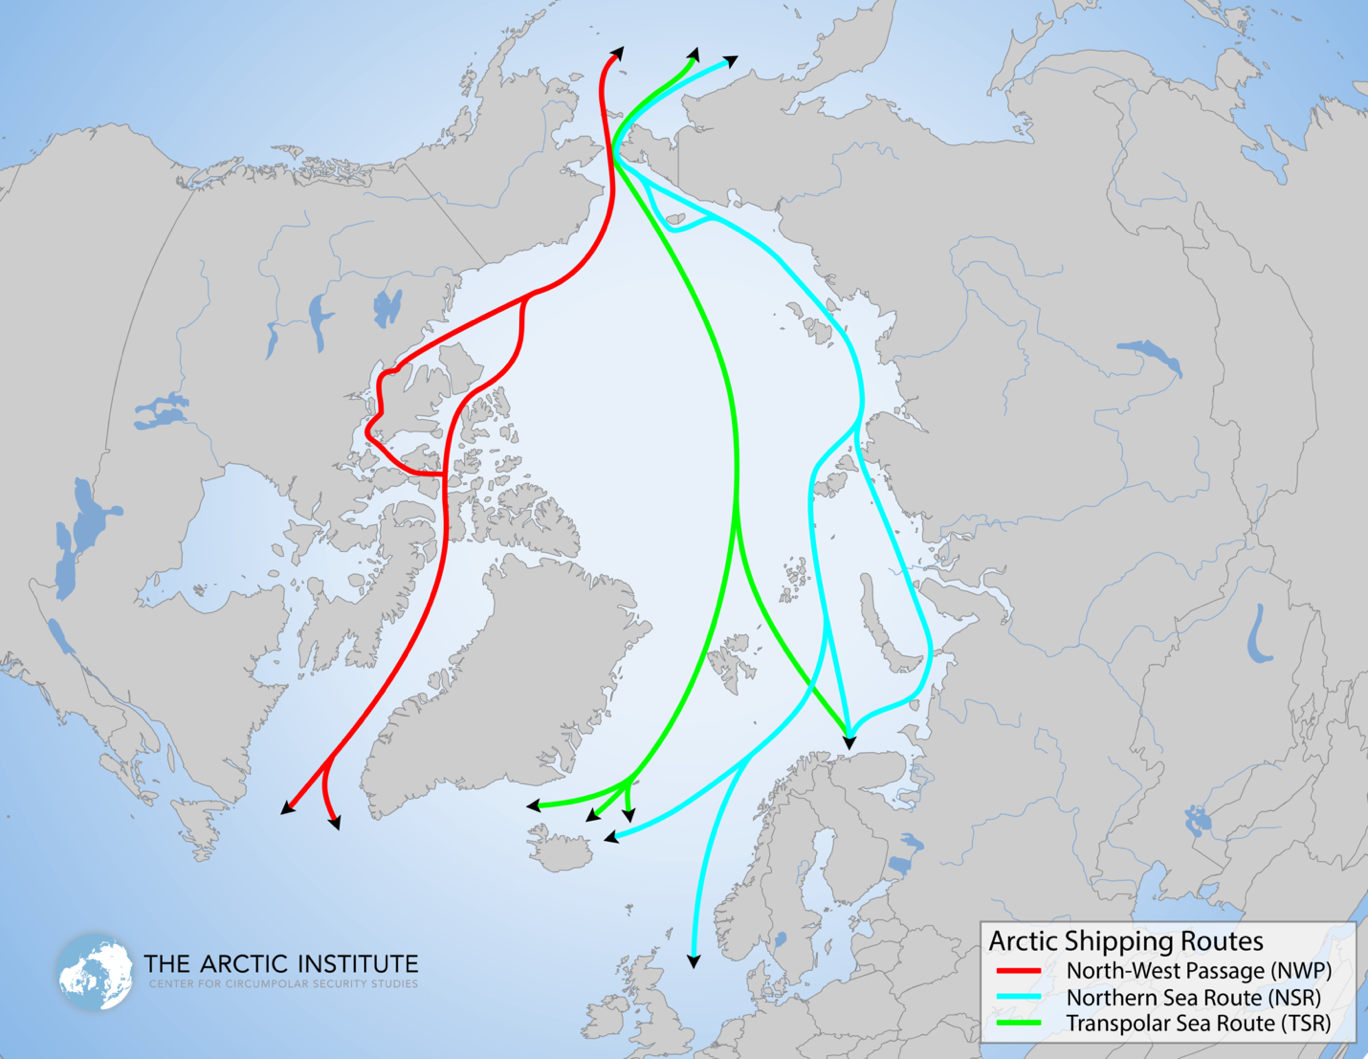 THE ARCTIC INSTITUTE
CENTER FOR CIRCUMPOLAR SECURITY STUDIES
Arctic Shipping Routes
North-West Passage (NWP)
Northern Sea Route (NSR)
Transpolar Sea Route (TSR)